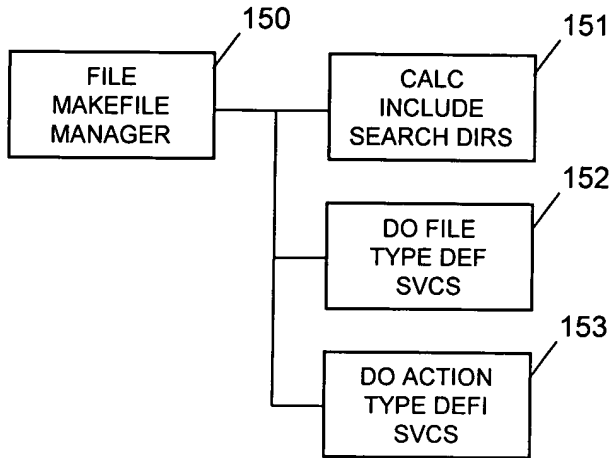 150
FILE
MAKEFILE
MANAGER
151
CALC
INCLUDE
SEARCH DIRS
152
DO FILE
TYPE DEF
SVCS
153
DO ACTION
TYPE DEFI
SVCS